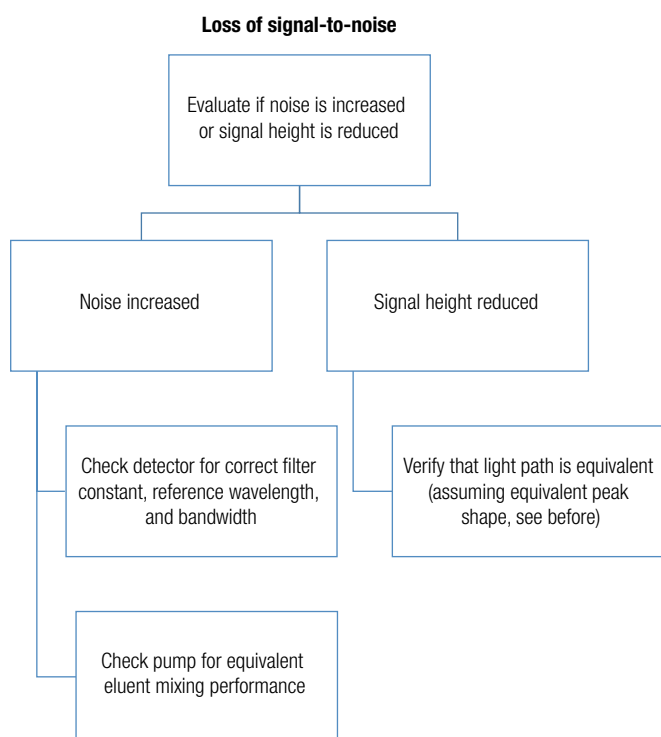 Loss of signal-to-noise
Evaluate if noise is increased
or signal height is reduced
Noise increased
Signal height reduced
Check detector for correct filter
constant, reference wavelength,
and bandwidth
Verify that light path is equivalent
(assuming equivalent peak
shape, see before)
Check pump for equivalent
eluent mixing performance